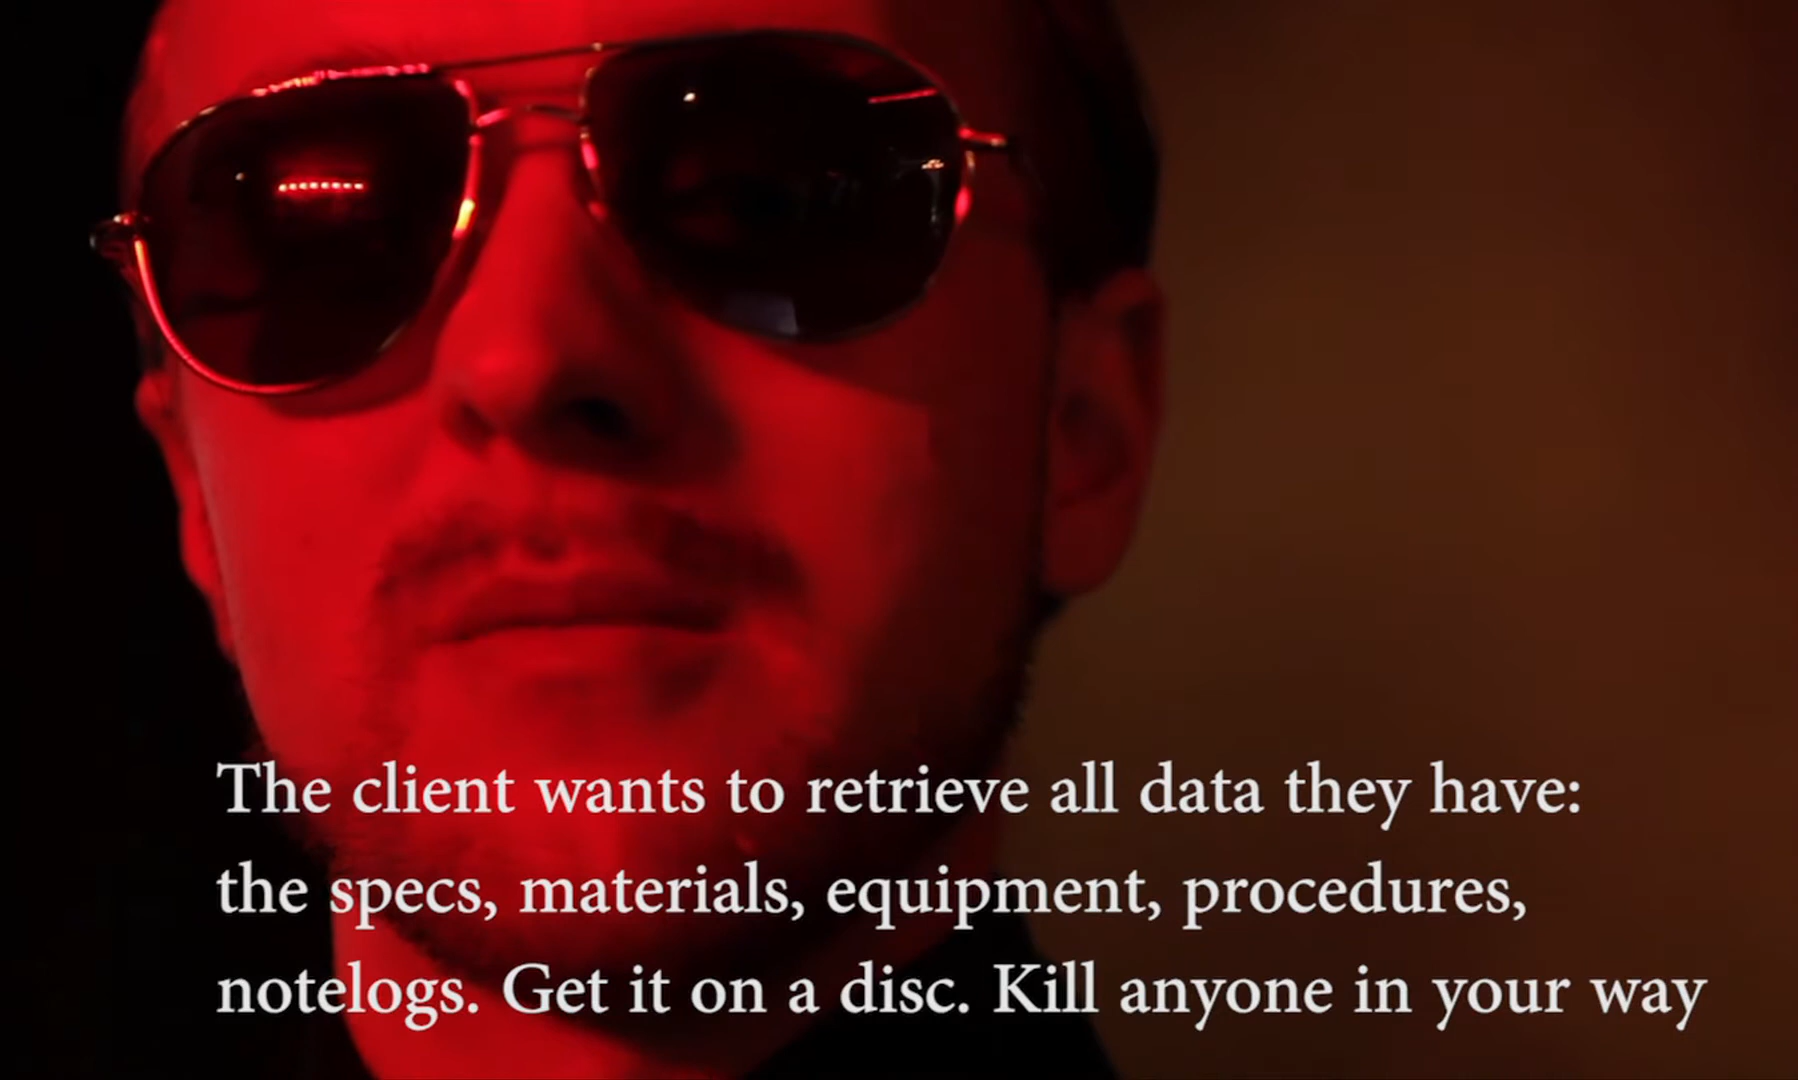 The client wants to retrieve all data they have:
the specs, materials, equipment, procedures,
notelogs. Get it on a disc. Kill anyone in your way